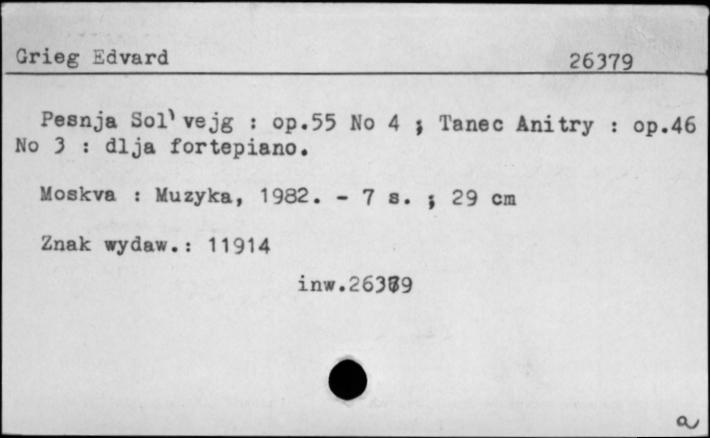 Grieg Edvard 26379
Pesnja Sol'vejg : op.55 No 4 ; Tanec Anitry : op.46
No 3 : dlja fortepiano.
Moskva : Muzyka, 1982. - 7 s. ; 29 cm
Znak wydaw.: 11914
inw.26379
a